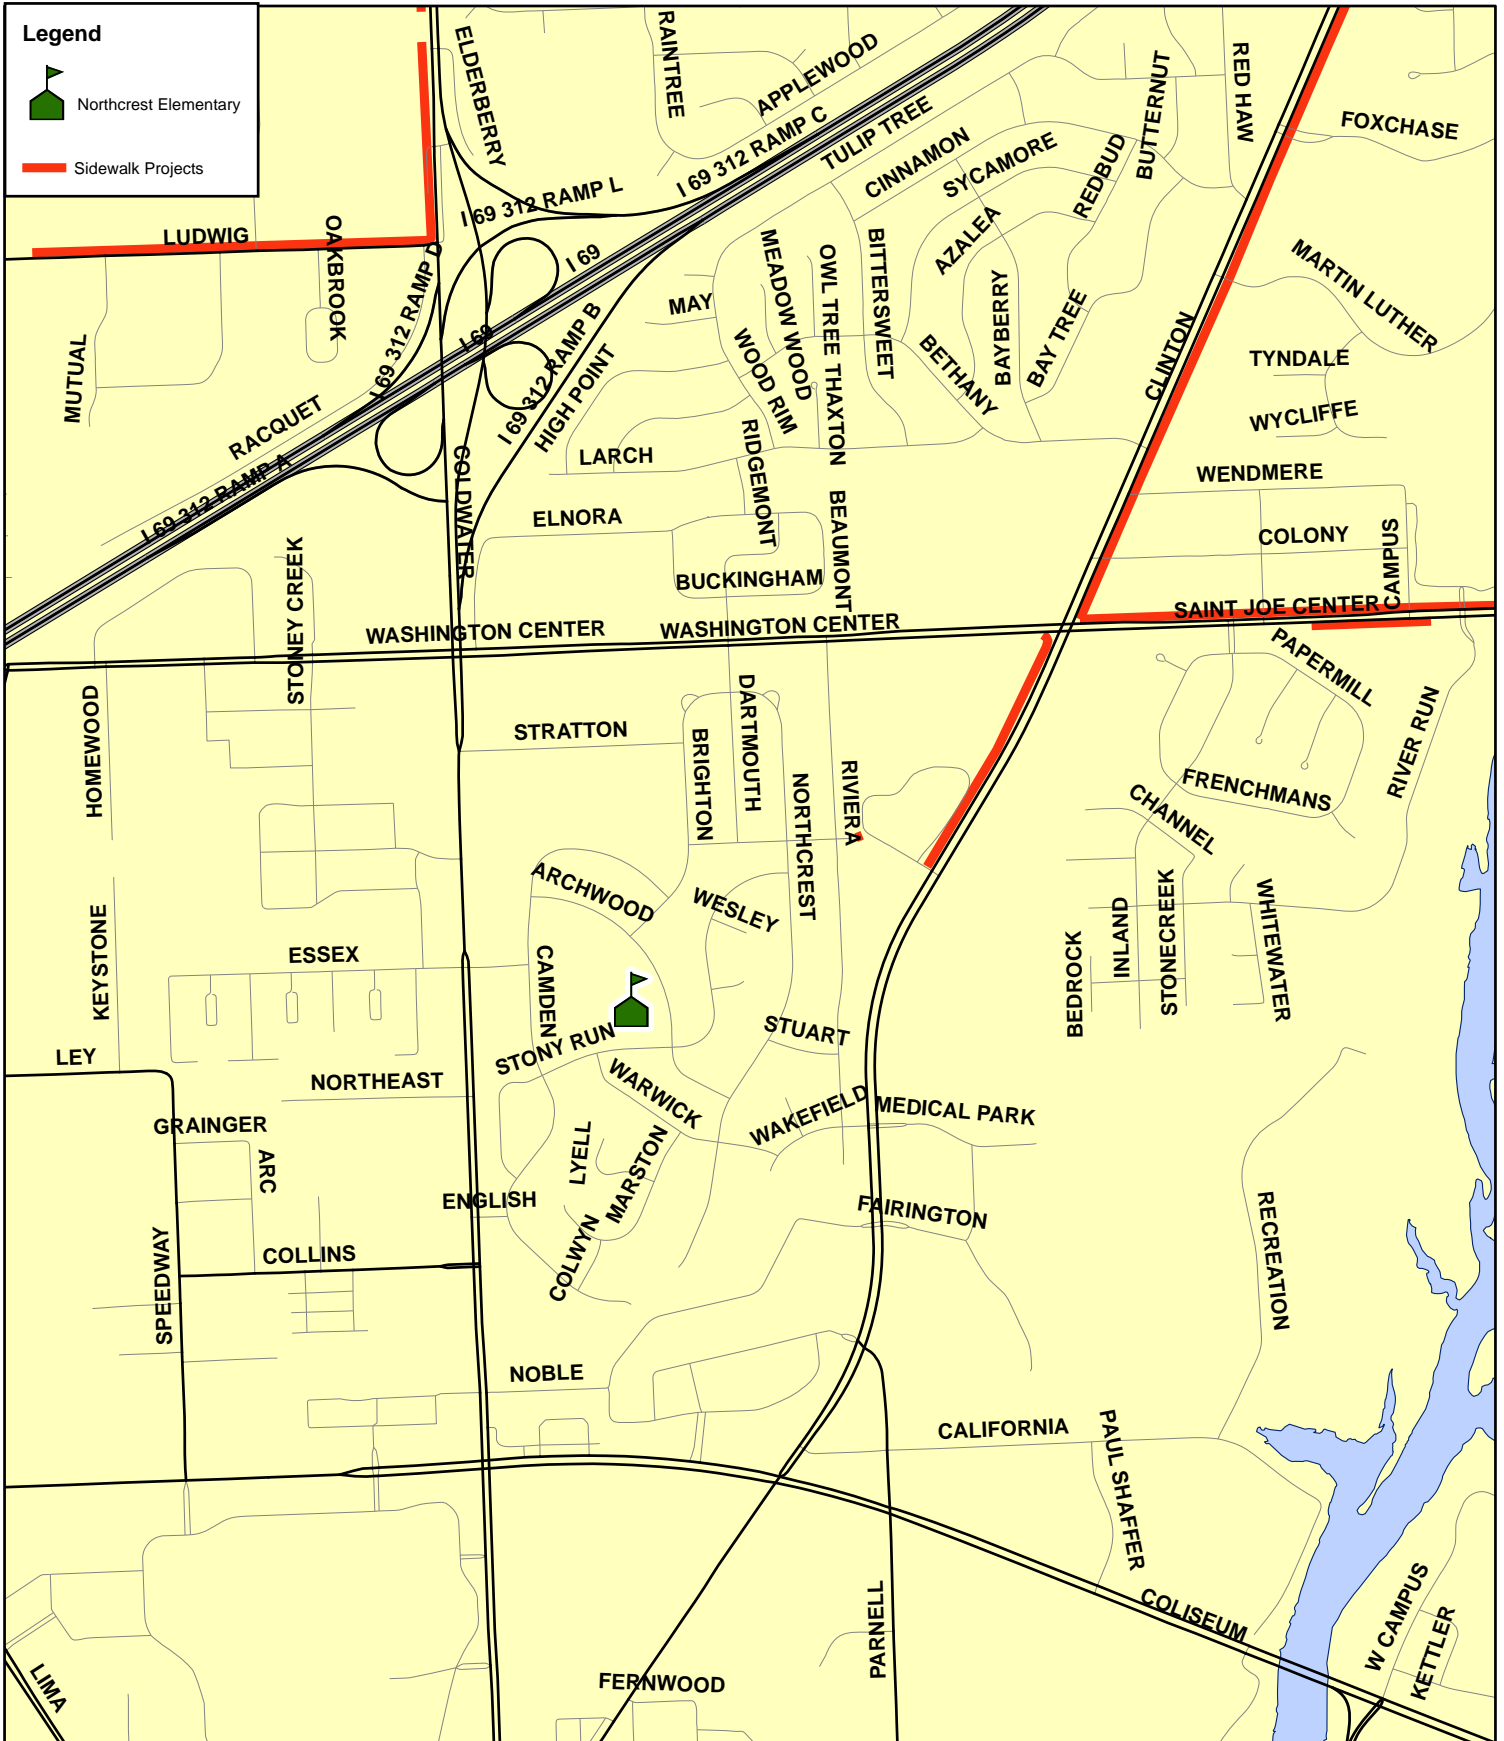 Legend
Northcrest Elementary
Sidewalk Projects
ELDERBERRY
RAINTREE
APPLEWOOD
I 69 312 RAMP C
TULIP TREE
CINNAMON
SYCAMORE
REDBUD
BUTTERNUT
RED HAW
FOXCHASE
LUDWIG
OAKBROOK
I 69 312 RAMP L
I 69 312 RAMP D
I 69
I 69
I 69 312 RAMP B
HIGH POINT
MAY
MEADOW WOOD
OWL TREE
THAXTON
BITTERSWEET
AZALEA
BAYBERRY
BAY TREE
BETHANY
WOOD RIM
MARTIN LUTHER
CLINTON
TYNDALE
WYCLIFFE
MUTUAL
RACQUET
I 69 312 RAMP A
COLDWATER
LARCH
RIDGEMONT
BEAUMONT
WENDMERE
ELNORA
COLONY
CAMPUS
STONEY CREEK
BUCKINGHAM
SAINT JOE CENTER
WASHINGTON CENTER
WASHINGTON CENTER
PAPERMILL
RIVER RUN
HOMEWOOD
STRATTON
BRIGHTON
DARTMOUTH
NORTHCREST
RIVIERA
FRENCHMANS
CHANNEL
ARCHWOOD
WESLEY
KEYSTONE
ESSEX
CAMDEN
BEDROCK
INLAND
STONECREEK
WHITEWATER
STONY RUN
STUART
LEY
NORTHEAST
WARWICK
WAKEFIELD
MEDICAL PARK
GRAINGER
ARC
LYELL
MARSTON
ENGLISH
COLWYN
FAIRINGTON
RECREATION
COLLINS
SPEEDWAY
NOBLE
CALIFORNIA
PAUL SHAFFER
COLISEUM
PARNELL
W CAMPUS
KETTLER
LIMA
FERNWOOD